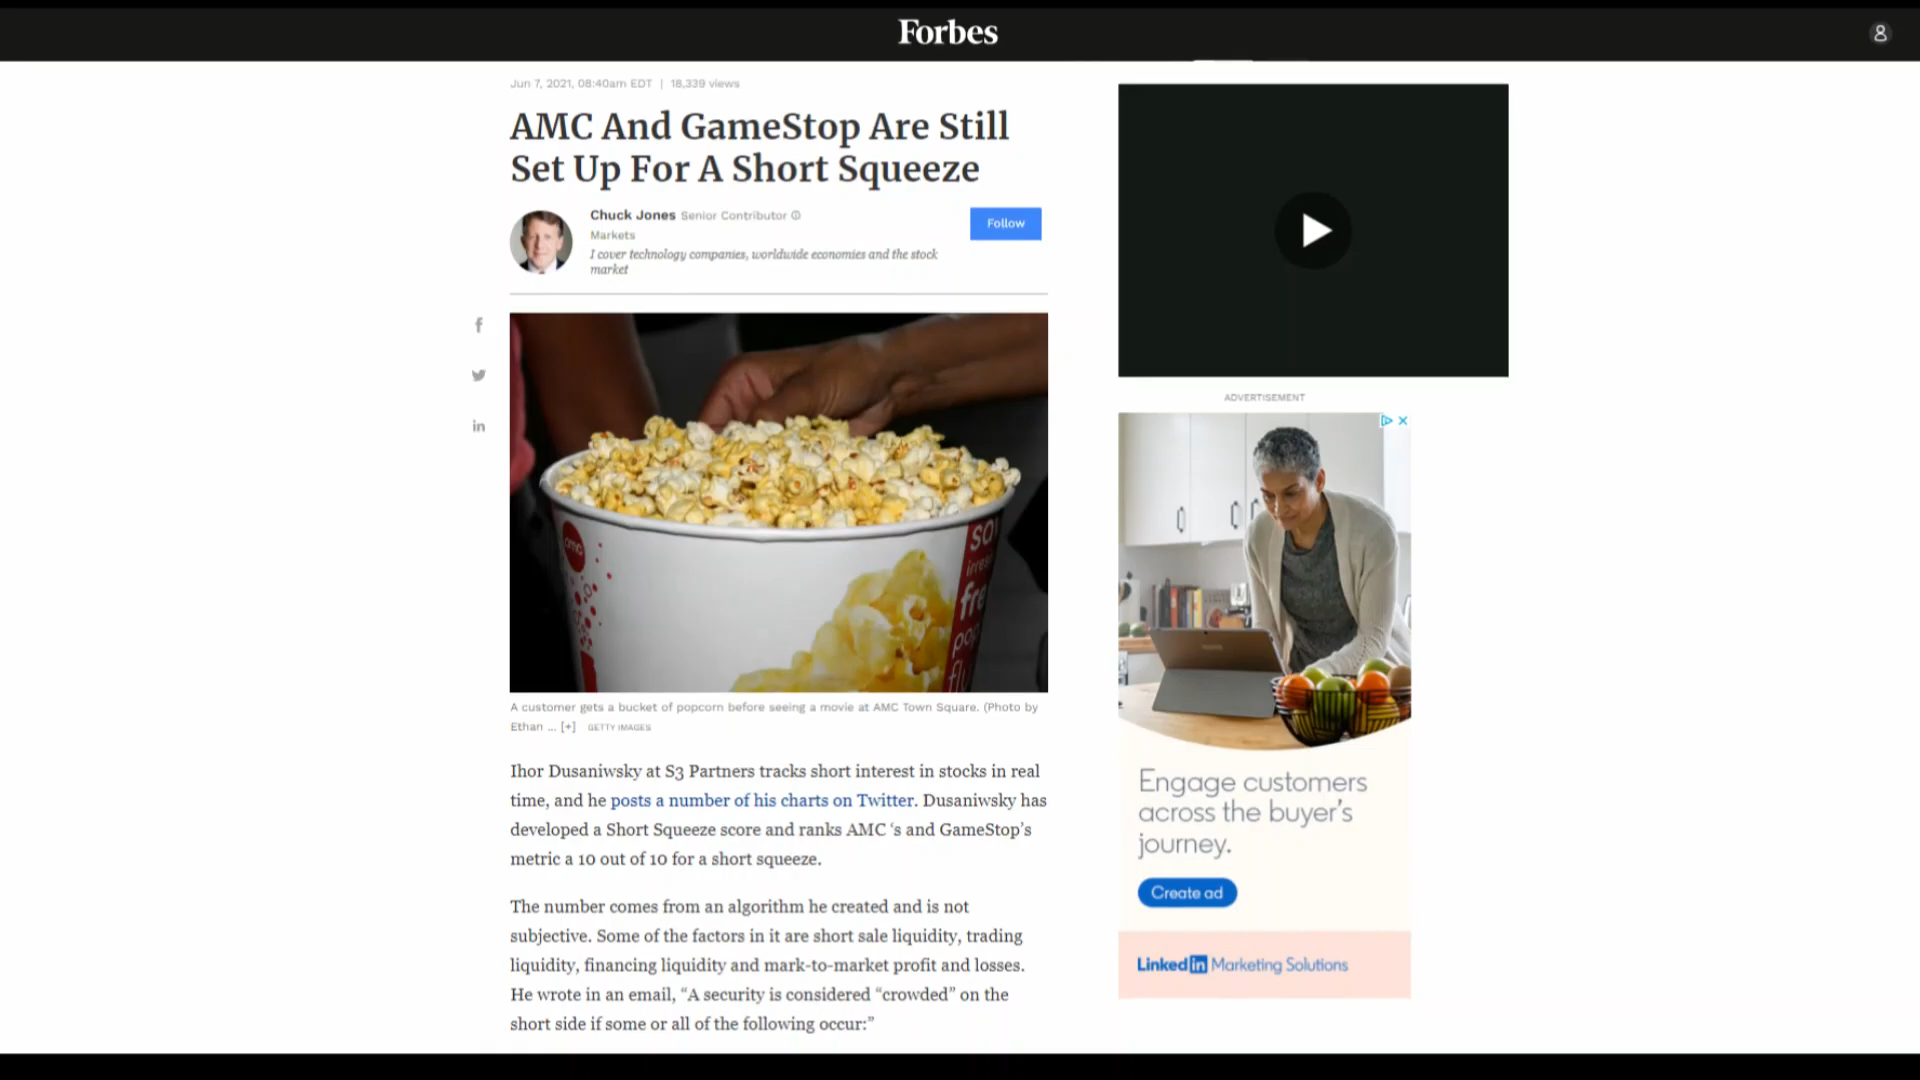 Forbes
Jun 7, 2021, 08:40am EDT | 18,339 views
AMC And GameStop Are Still
Set Up For A Short Squeeze
Chuck Jones Senior Contributor
Markets
I cover technology companies, worldwide economies and the stock
market
Follow
f
in
amc
irres
fre
pop
fl
A customer gets a bucket of popcorn before seeing a movie at AMC Town Square. (Photo by
Ethan ... [+] GETTY IMAGES
Ihor Dusaniwsky at S3 Partners tracks short interest in stocks in real
time, and he posts a number of his charts on Twitter. Dusaniwsky has
developed a Short Squeeze score and ranks AMC ‘s and GameStop’s
metric a 10 out of 10 for a short squeeze.
The number comes from an algorithm he created and is not
subjective. Some of the factors in it are short sale liquidity, trading
liquidity, financing liquidity and mark-to-market profit and losses.
He wrote in an email, “A security is considered “crowded” on the
short side if some or all of the following occur:”
ADVERTISEMENT
Engage customers
across the buyer’s
journey.
Create ad
Linked in Marketing Solutions